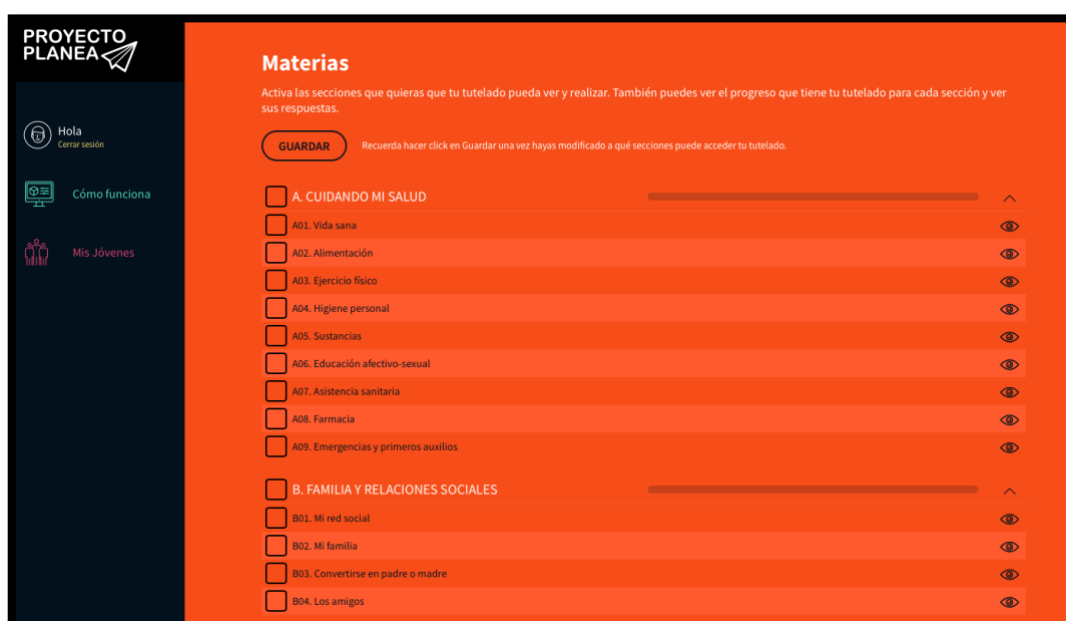 PROYECTO
PLANEA
Hola
Cerrar sesión
Cómo funciona
Mis Jóvenes
Materias
Activa las secciones que quieras que tu tutelado pueda ver y realizar. También puedes ver el progreso que tiene tu tutelado para cada sección y ver
sus respuestas.
GUARDAR
Recuerda hacer click en Guardar una vez hayas modificado a qué secciones puede acceder tu tutelado.
A. CUIDANDO MI SALUD
A01. Vida sana
A02. Alimentación
A03. Ejercicio físico
A04. Higiene personal
A05. Sustancias
A06. Educación afectivo-sexual
A07. Asistencia sanitaria
A08. Farmacia
A09. Emergencias y primeros auxilios
B. FAMILIA Y RELACIONES SOCIALES
B01. Mi red social
B02. Mi familia
B03. Convertirse en padre o madre
B04. Los amigos